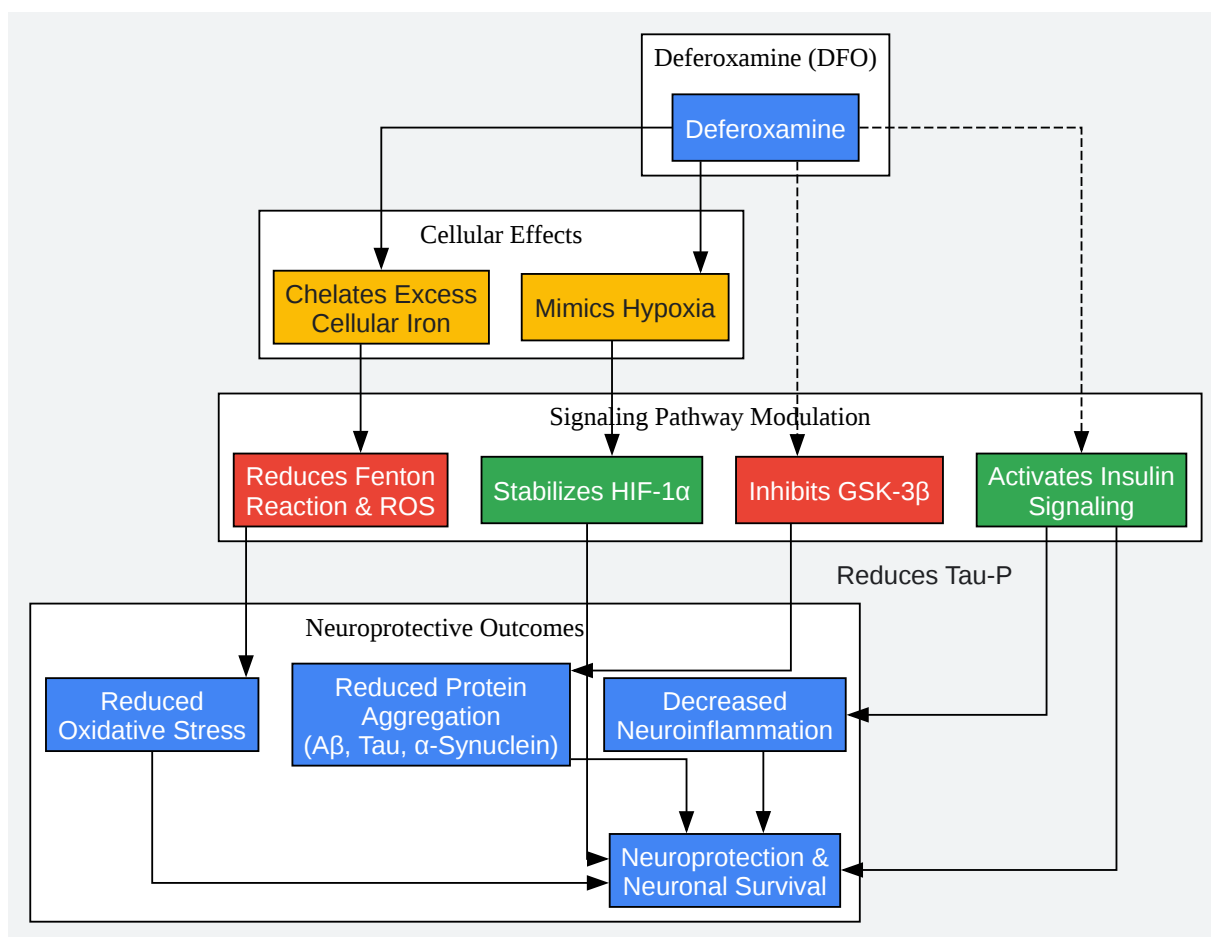 Deferoxamine (DFO)
Deferoxamine
Cellular Effects
Chelates Excess
Cellular Iron
Mimics Hypoxia
Signaling Pathway Modulation
Reduces Fenton
Reaction & ROS
Stabilizes HIF-1α
Inhibits GSK-3β
Activates Insulin
Signaling
Reduces Tau-P
Neuroprotective Outcomes
Reduced
Oxidative Stress
Reduced Protein
Aggregation
(Aβ, Tau, α-Synuclein)
Decreased
Neuroinflammation
Neuroprotection &
Neuronal Survival